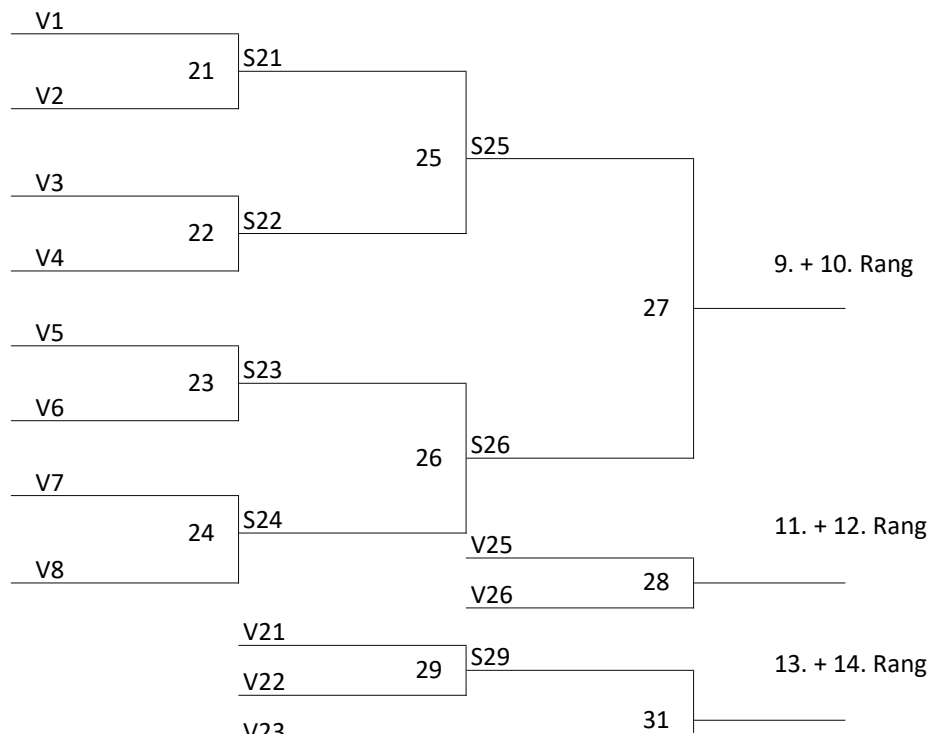 V1
21 S21
V2
25 S25
V3
22 S22
V4
9. + 10. Rang
27
V5
23 S23
V6
26 S26
V7
24 S24
11. + 12. Rang
V25
V8
28
V26
V21
29 S29
13. + 14. Rang
V22
31
V23